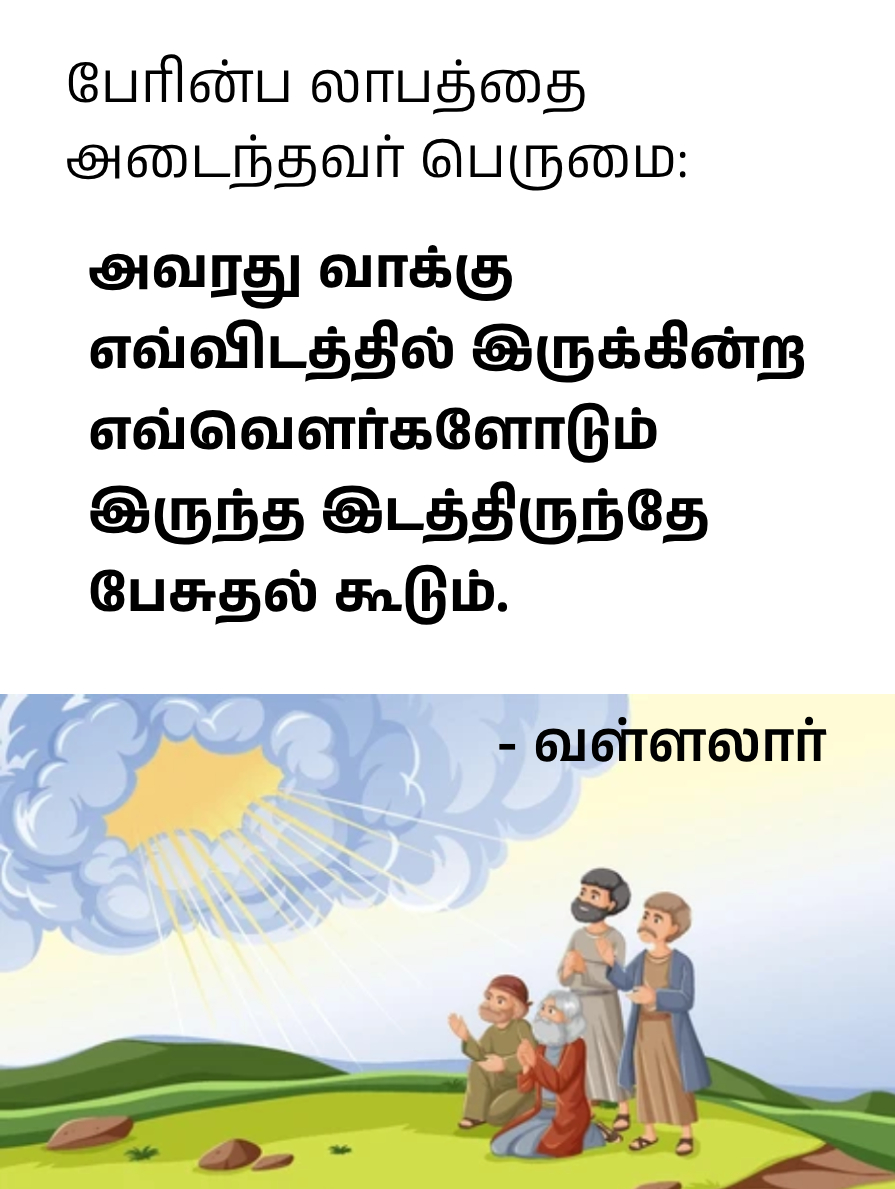 பேரின்ப லாபத்தை
அடைந்தவர் பெருமை:
அவரது வாக்கு
எவ்விடத்தில் இருக்கின்ற
எவ்வெளர்களோடும்
இருந்த இடத்திருந்தே
பேசுதல் கூடும்.
- வள்ளலார்